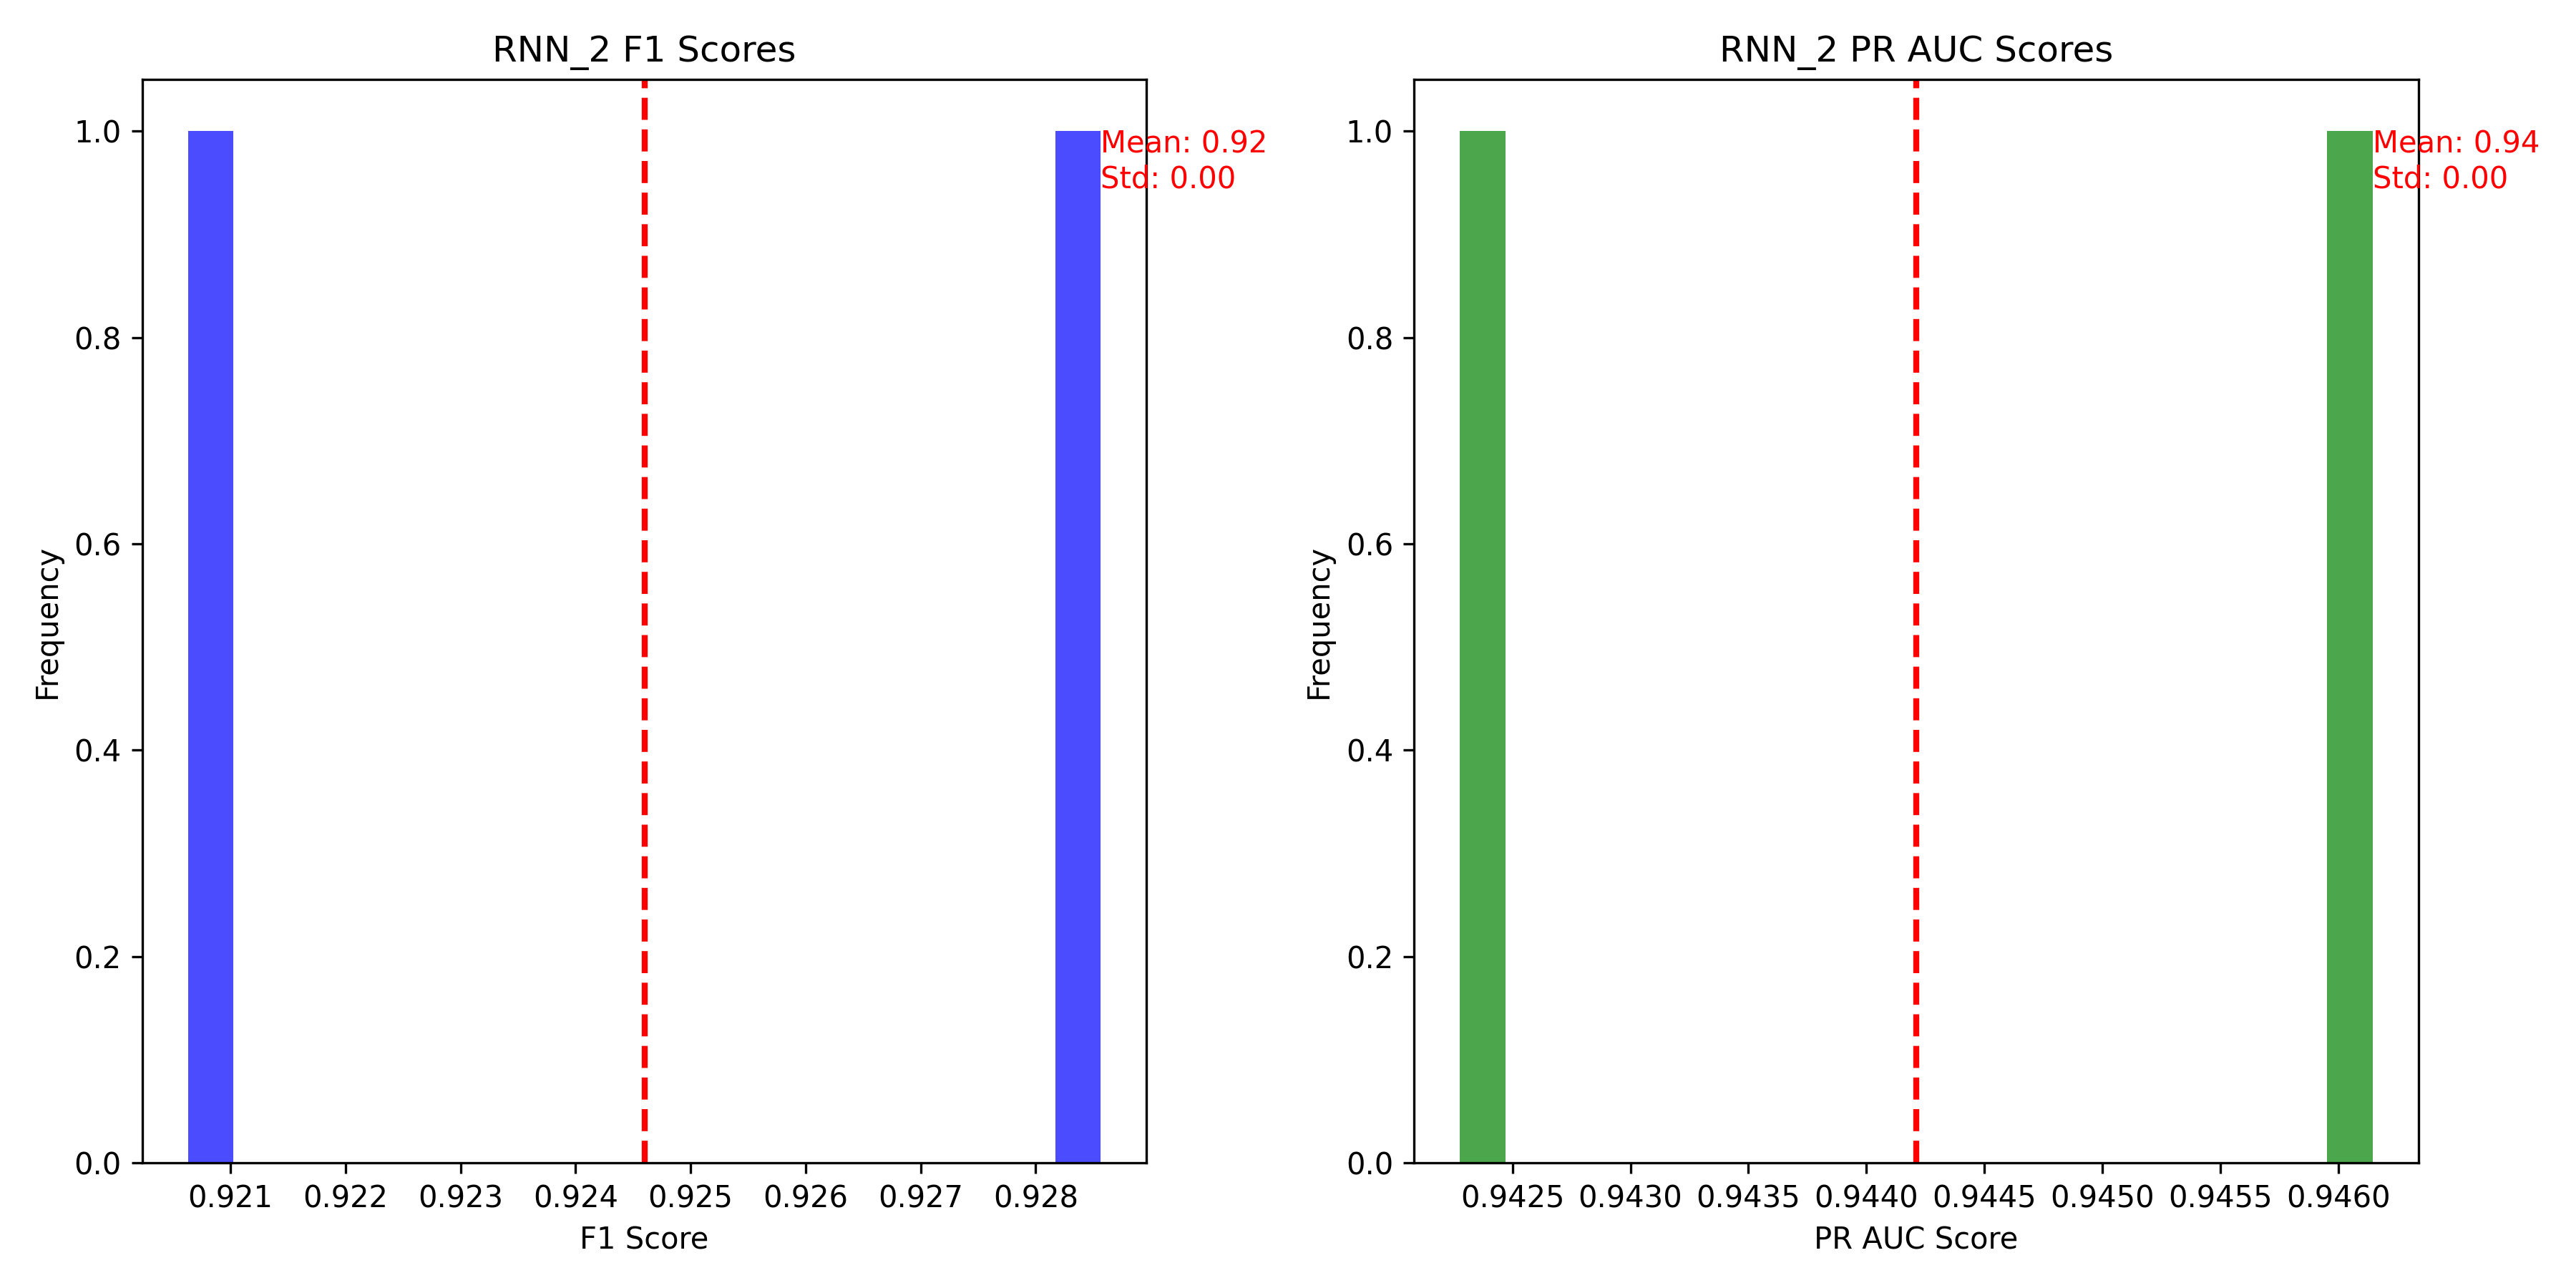 RNN_2 F1 Scores
1.0
0.8
0.6
0.4
0.2
0.0
Frequency
Mean: 0.92
Std: 0.00
0.921 0.922 0.923 0.924 0.925 0.926 0.927 0.928
F1 Score
RNN_2 PR AUC Scores
1.0
0.8
0.6
0.4
0.2
0.0
Frequency
Mean: 0.94
Std: 0.00
0.9425 0.9430 0.9435 0.9440 0.9445 0.9450 0.9455 0.9460
PR AUC Score